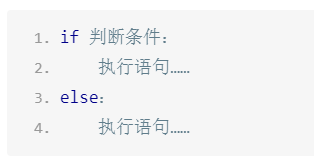 1. if 判断条件：
2.     执行语句……
3. else：
4.     执行语句……